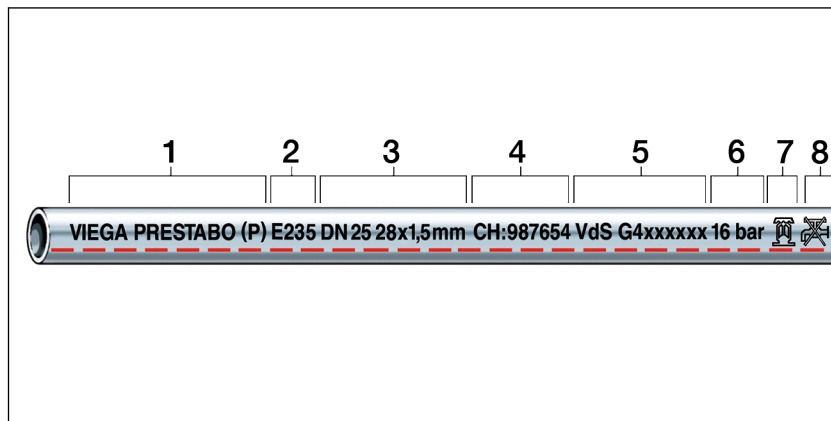 1 2 3 4 5 6 7 8
VIEGA PRESTABO (P) E235 DN 25 28x1,5mm CH:987654 VdS G4xxxxxx 16 bar